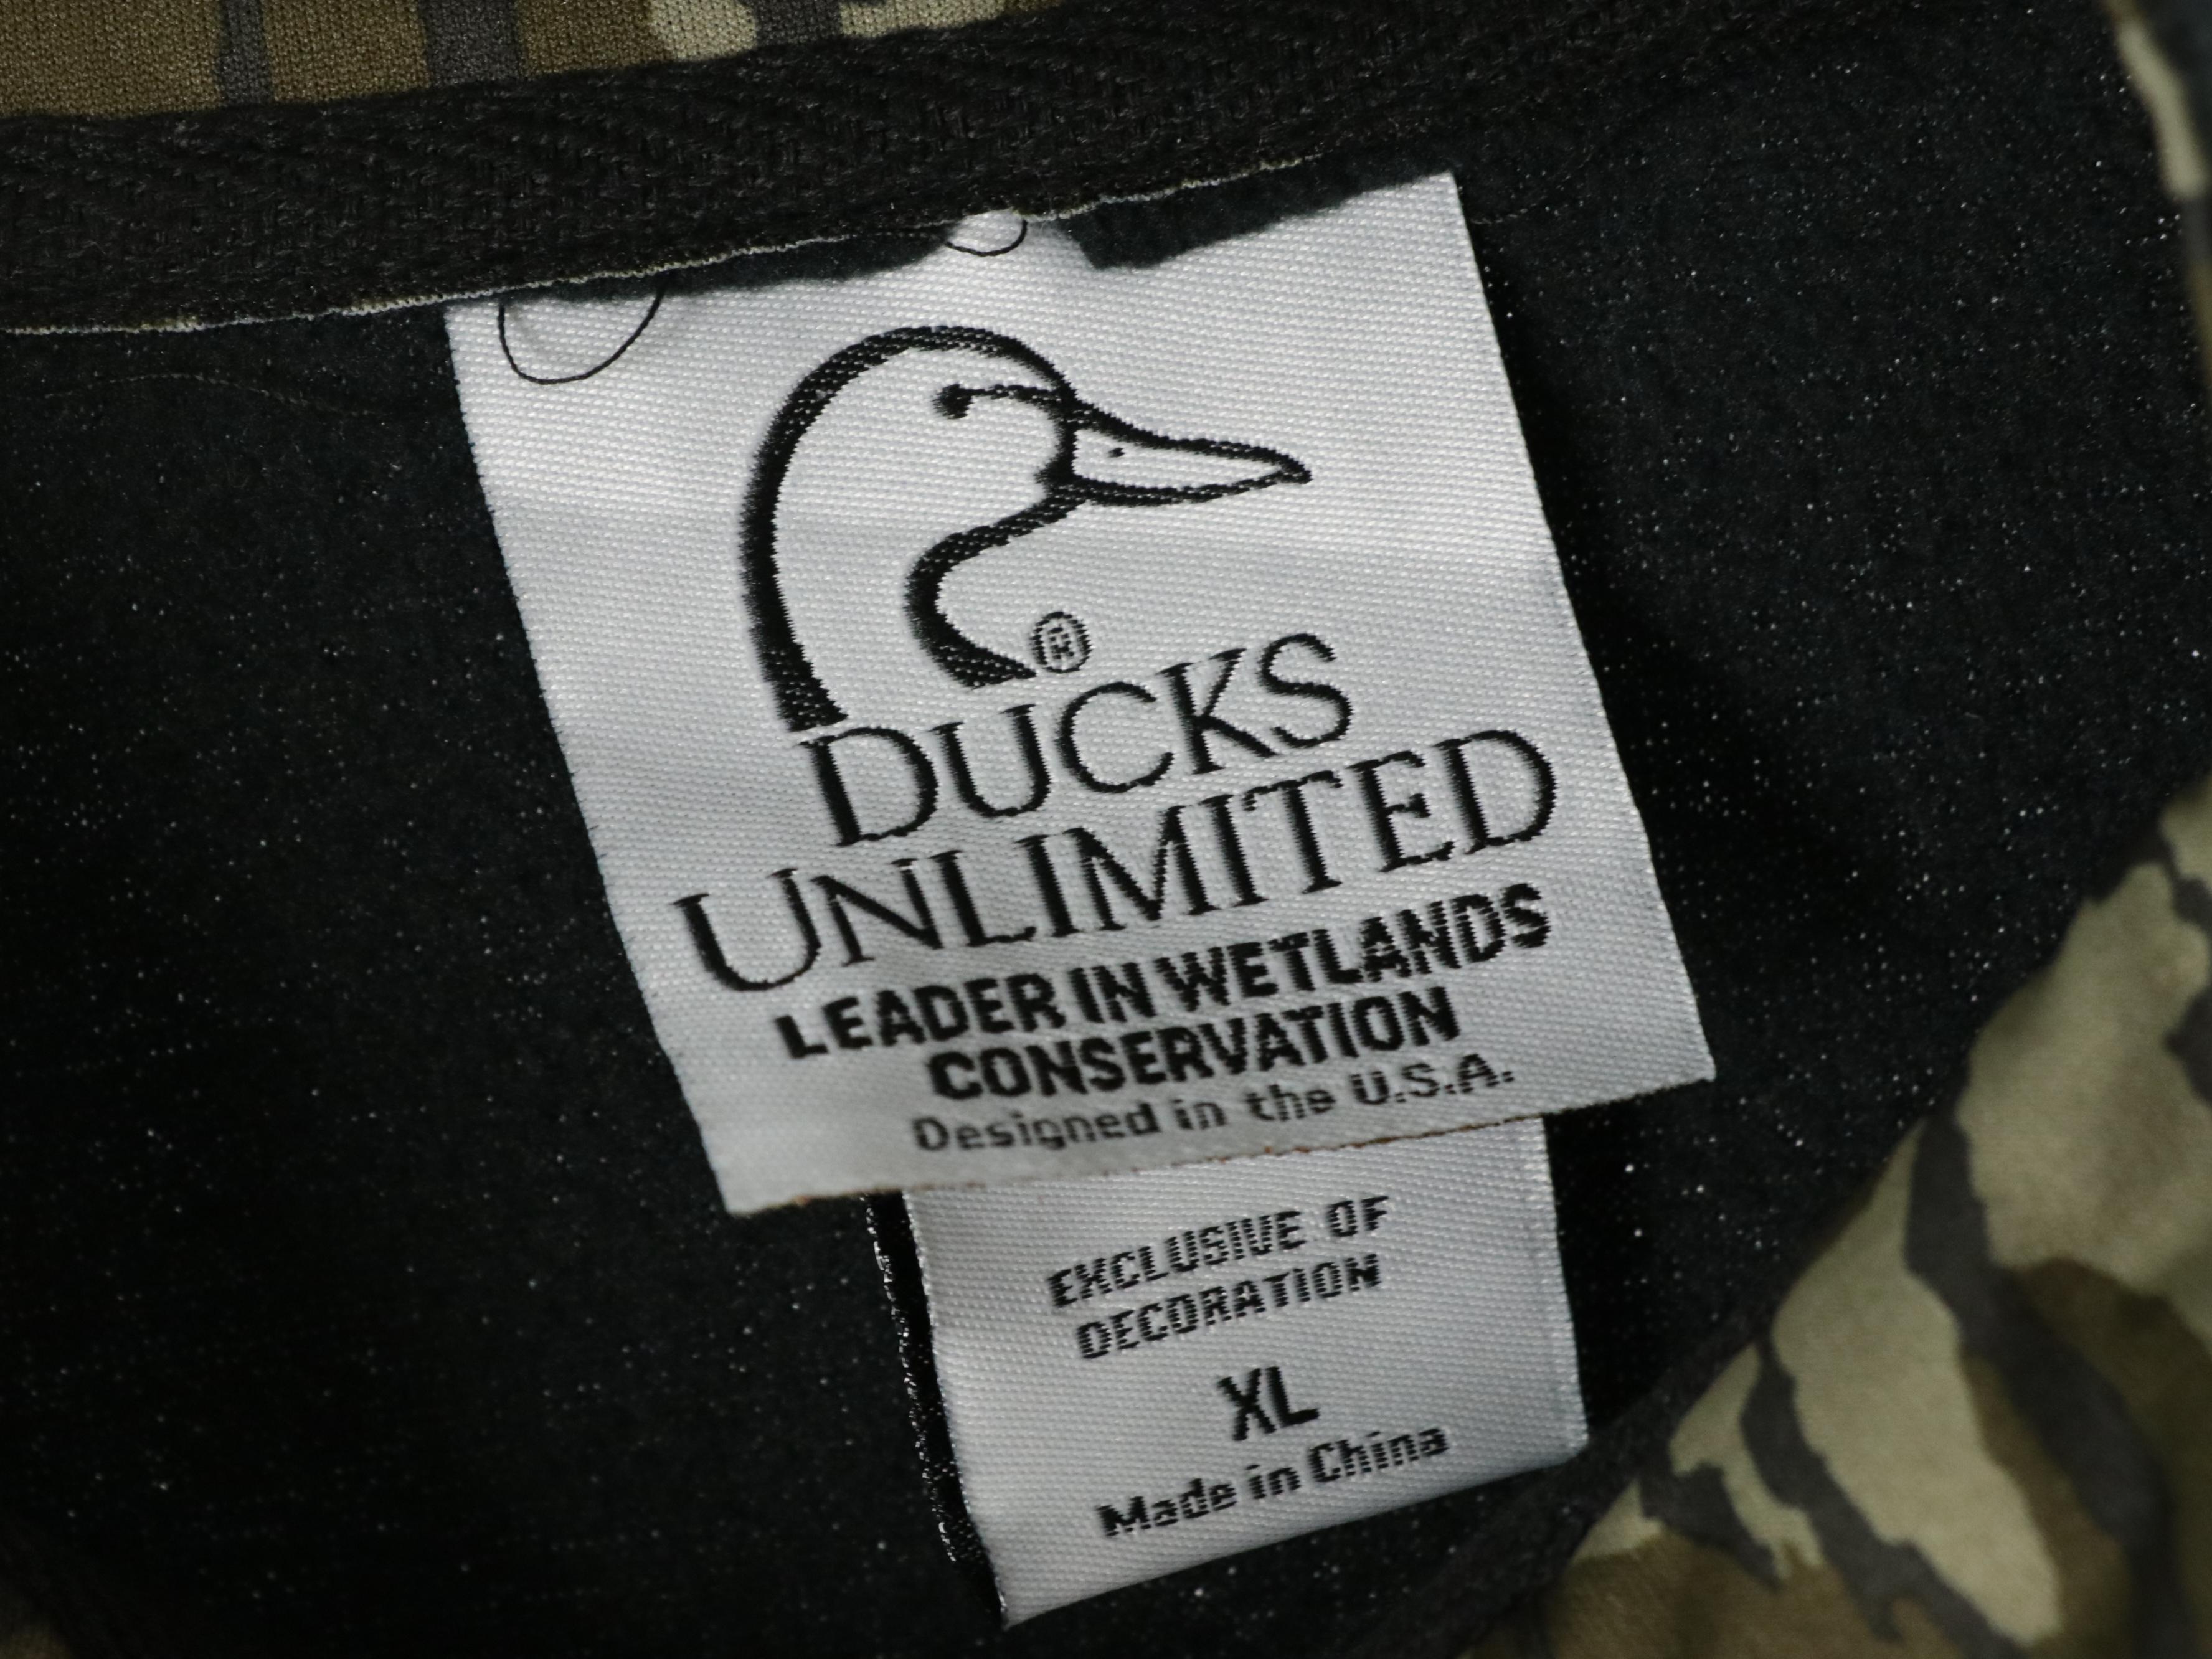 ®
DUCKS
UNLIMITED
LEADER IN WETLANDS
CONSERVATION
Designed in the U.S.A.
EXCLUSIVE OF
DECORATION
XL
Made in China